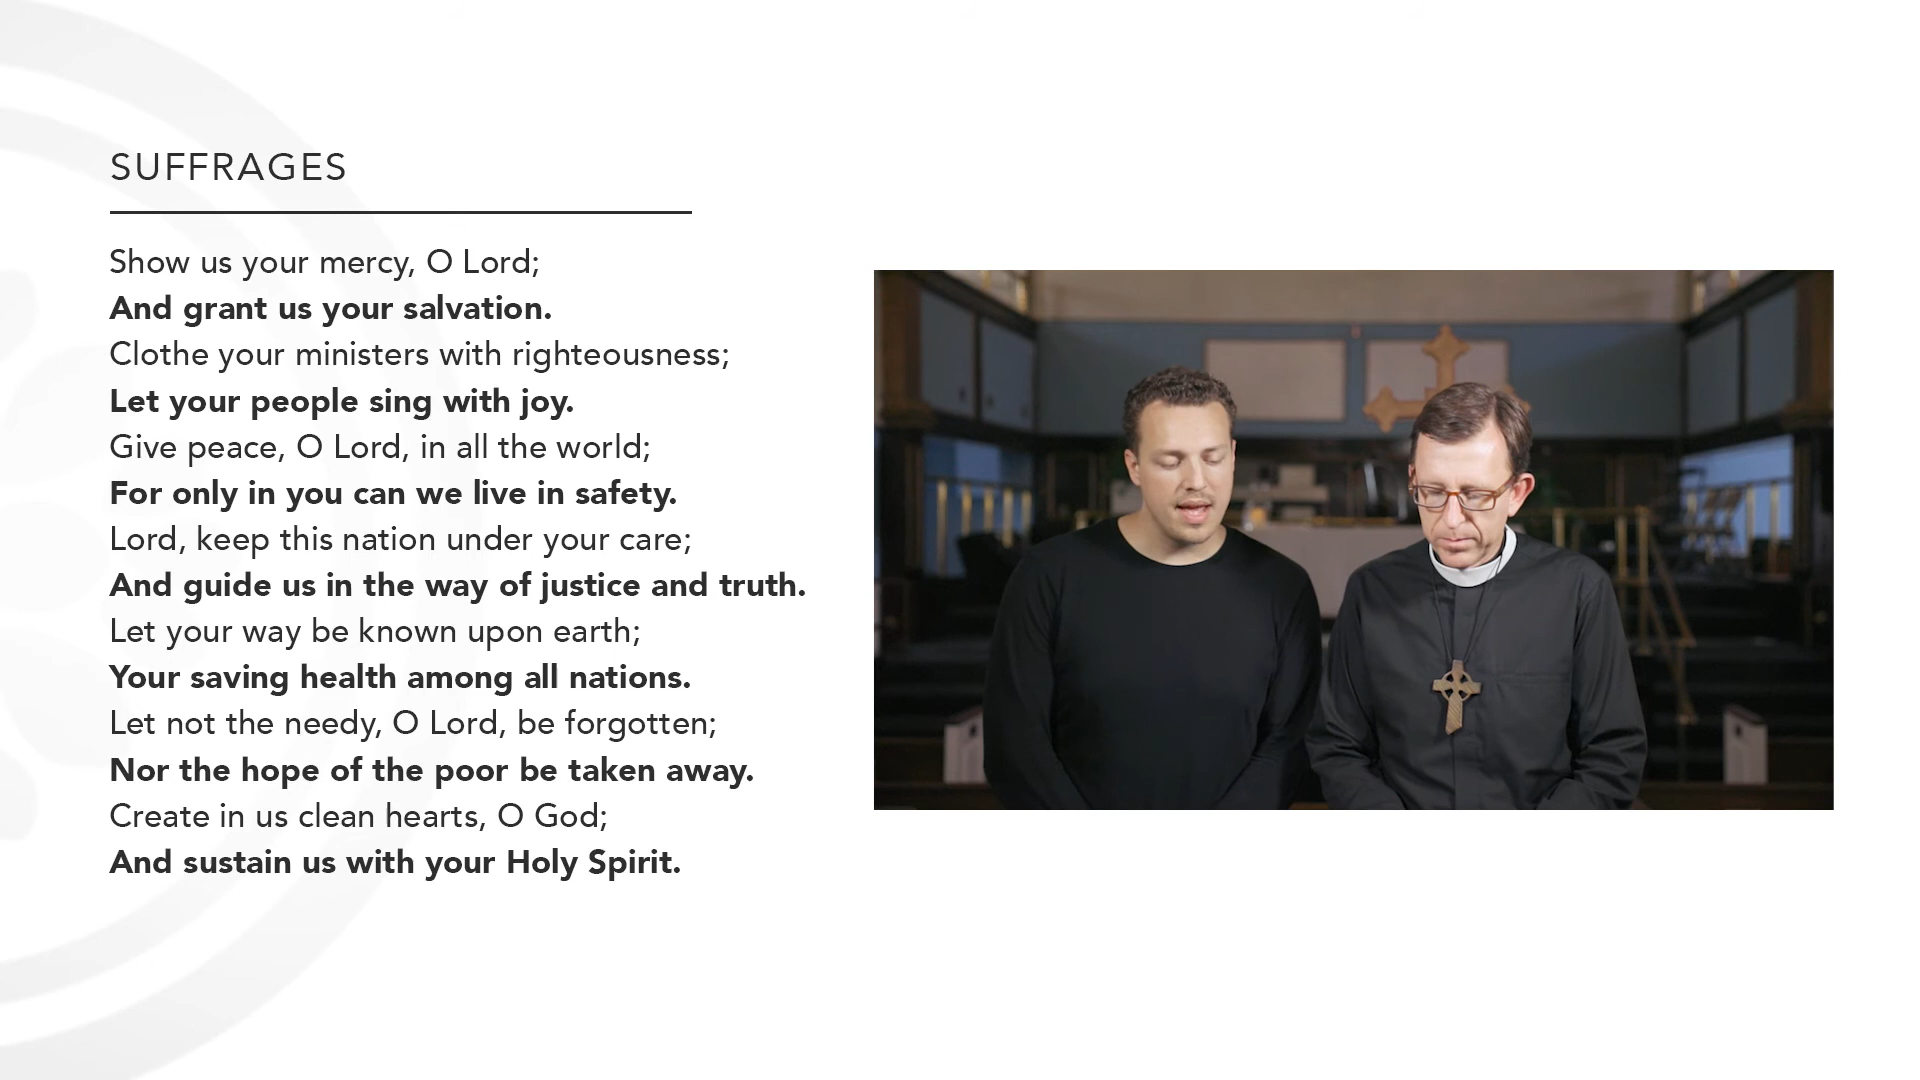 SUFFRAGES
Show us your mercy, O Lord;
And grant us your salvation.
Clothe your ministers with righteousness;
Let your people sing with joy.
Give peace, O Lord, in all the world;
For only in you can we live in safety.
Lord, keep this nation under your care;
And guide us in the way of justice and truth.
Let your way be known upon earth;
Your saving health among all nations.
Let not the needy, O Lord, be forgotten;
Nor the hope of the poor be taken away.
Create in us clean hearts, O God;
And sustain us with your Holy Spirit.